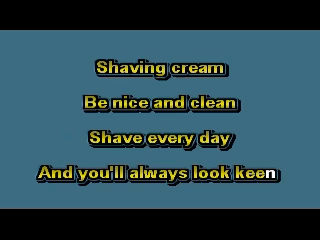 Shaving cream
Be nice and clean
Shave every day
And you'll always look keen